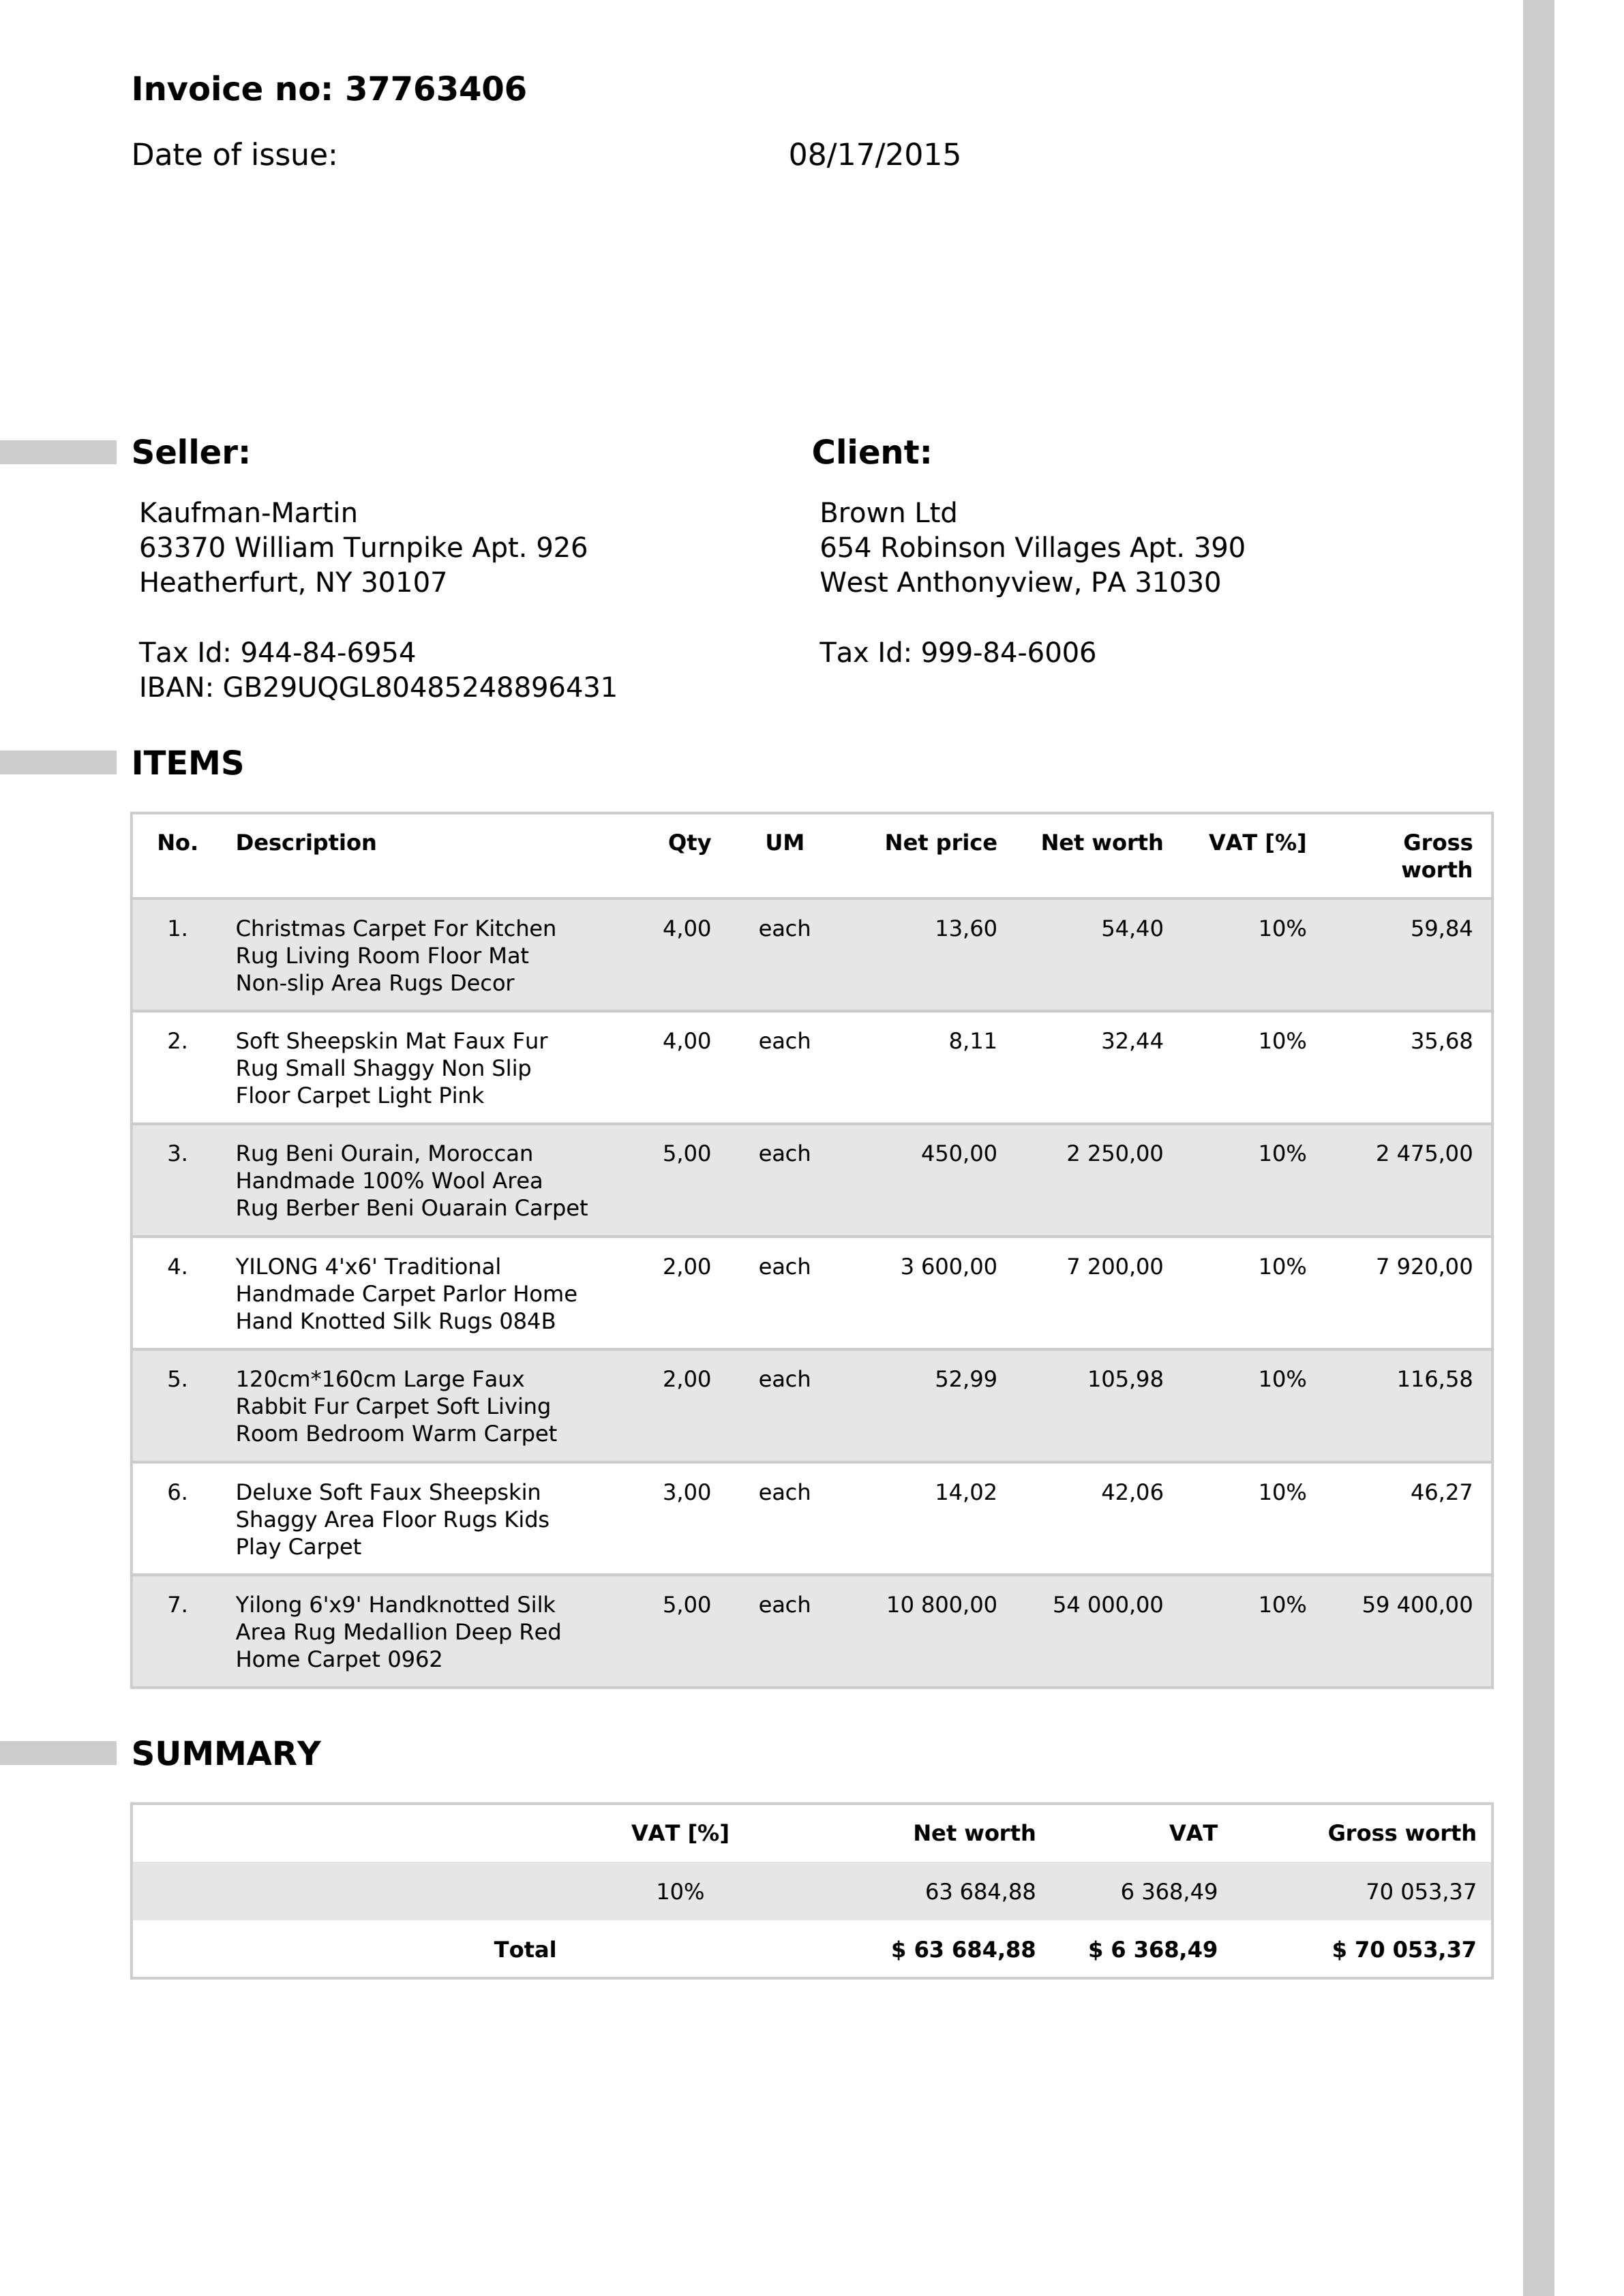 Invoice no: 37763406
Date of issue: 08/17/2015
Seller:
Kaufman-Martin
63370 William Turnpike Apt. 926
Heatherfurt, NY 30107
Tax Id: 944-84-6954
IBAN: GB29UQGL80485248896431
Client:
Brown Ltd
654 Robinson Villages Apt. 390
West Anthonyview, PA 31030
Tax Id: 999-84-6006
ITEMS
No. Description Qty UM Net price Net worth VAT [%] Gross
worth
1. Christmas Carpet For Kitchen 4,00 each 13,60 54,40 10% 59,84
Rug Living Room Floor Mat
Non-slip Area Rugs Decor
2. Soft Sheepskin Mat Faux Fur 4,00 each 8,11 32,44 10% 35,68
Rug Small Shaggy Non Slip
Floor Carpet Light Pink
3. Rug Beni Ourain, Moroccan 5,00 each 450,00 2 250,00 10% 2 475,00
Handmade 100% Wool Area
Rug Berber Beni Ouarain Carpet
4. YILONG 4'x6' Traditional 2,00 each 3 600,00 7 200,00 10% 7 920,00
Handmade Carpet Parlor Home
Hand Knotted Silk Rugs 084B
5. 120cm*160cm Large Faux 2,00 each 52,99 105,98 10% 116,58
Rabbit Fur Carpet Soft Living
Room Bedroom Warm Carpet
6. Deluxe Soft Faux Sheepskin 3,00 each 14,02 42,06 10% 46,27
Shaggy Area Floor Rugs Kids
Play Carpet
7. Yilong 6'x9' Handknotted Silk 5,00 each 10 800,00 54 000,00 10% 59 400,00
Area Rug Medallion Deep Red
Home Carpet 0962
SUMMARY
VAT [%] Net worth VAT Gross worth
10% 63 684,88 6 368,49 70 053,37
Total $ 63 684,88 $ 6 368,49 $ 70 053,37